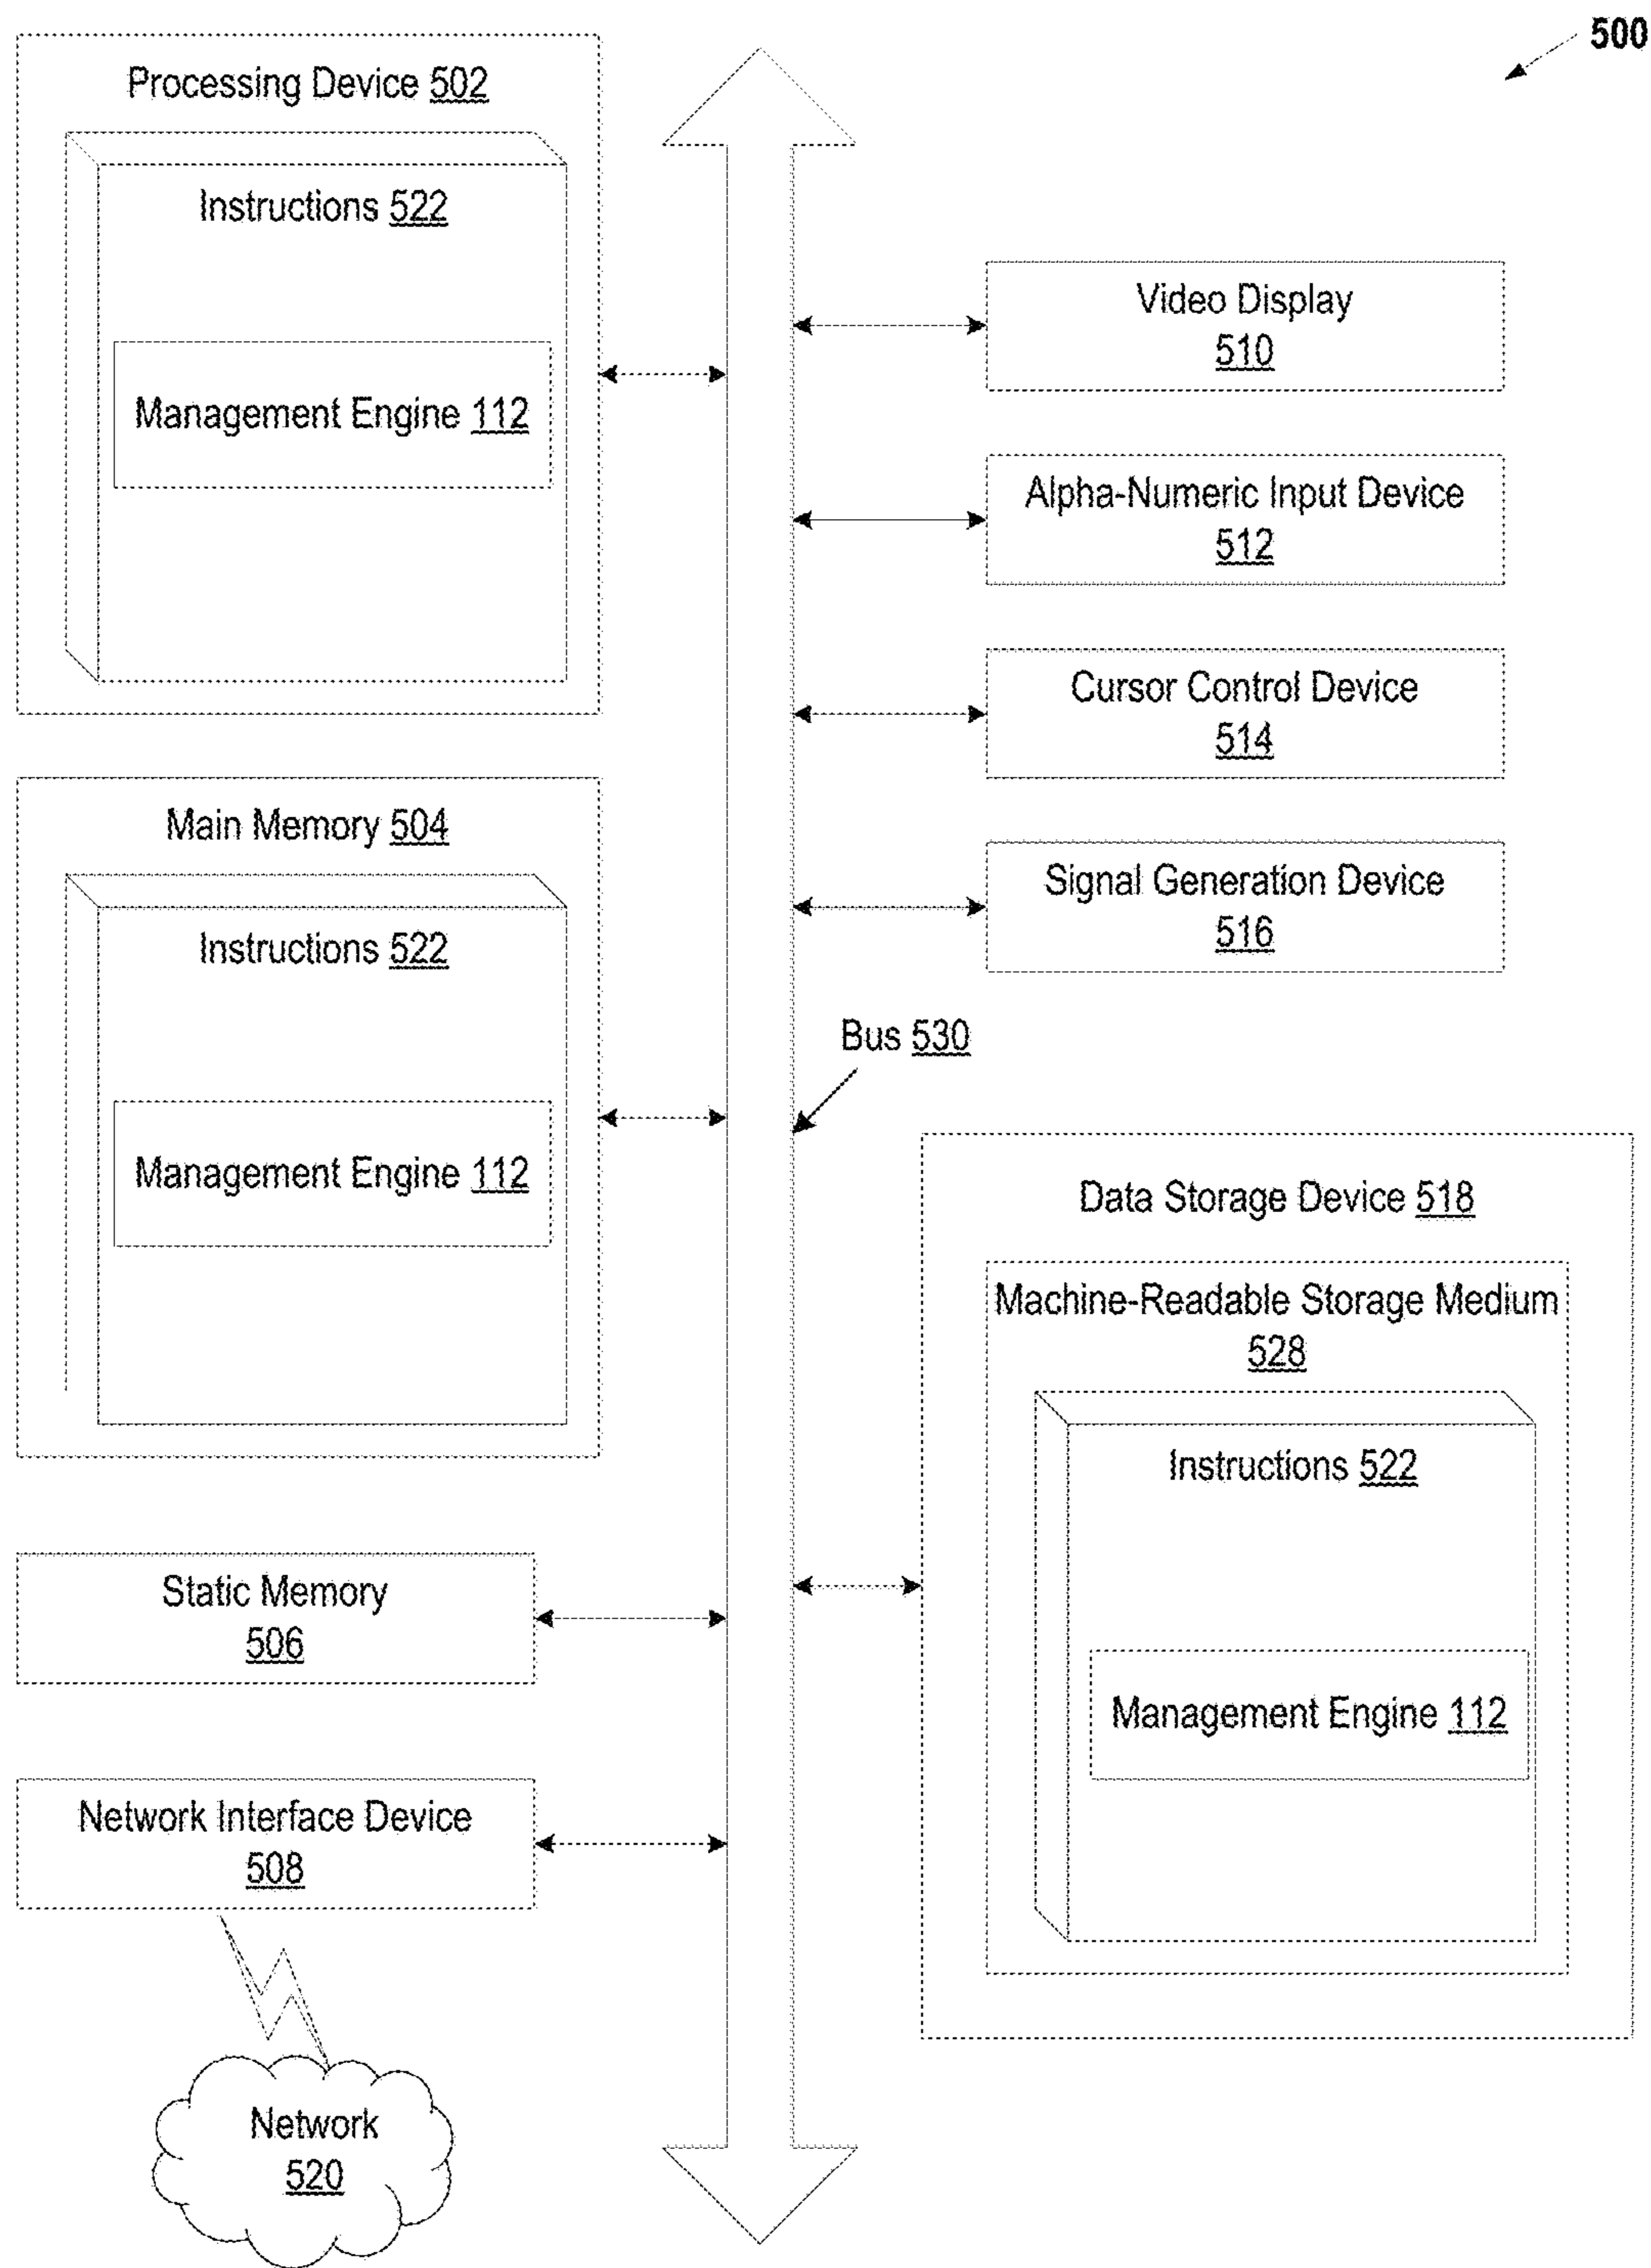 500
Processing Device 502
Instructions 522
Management Engine 112
Main Memory 504
Instructions 522
Management Engine 112
Static Memory
506
Network Interface Device
508
Network
520
Video Display
510
Alpha-Numeric Input Device
512
Cursor Control Device
514
Signal Generation Device
516
Bus 530
Data Storage Device 518
Machine-Readable Storage Medium
528
Instructions 522
Management Engine 112